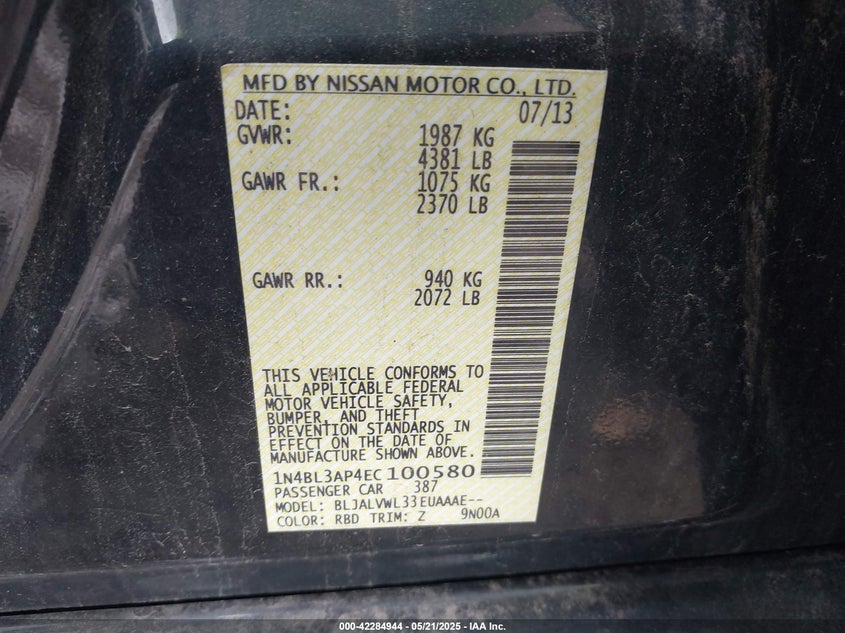 MFD BY NISSAN MOTOR CO., LTD.
DATE: 07/13
GVWR: 1987 KG
4381 LB
GAWR FR.: 1075 KG
2370 LB
GAWR RR.: 940 KG
2072 LB
THIS VEHICLE CONFORMS TO
ALL APPLICABLE FEDERAL
MOTOR VEHICLE SAFETY,
BUMPER, AND THEFT
PREVENTION STANDARDS IN
EFFECT ON THE DATE OF
MANUFACTURE SHOWN ABOVE.
1N4BL3AP4EC100580
PASSENGER CAR 387
MODEL: BLJALVWL33EUAAAE--
COLOR: RBD TRIM: Z 9N00A
000-42284944 / 05/21/2025 - IAA Inc.